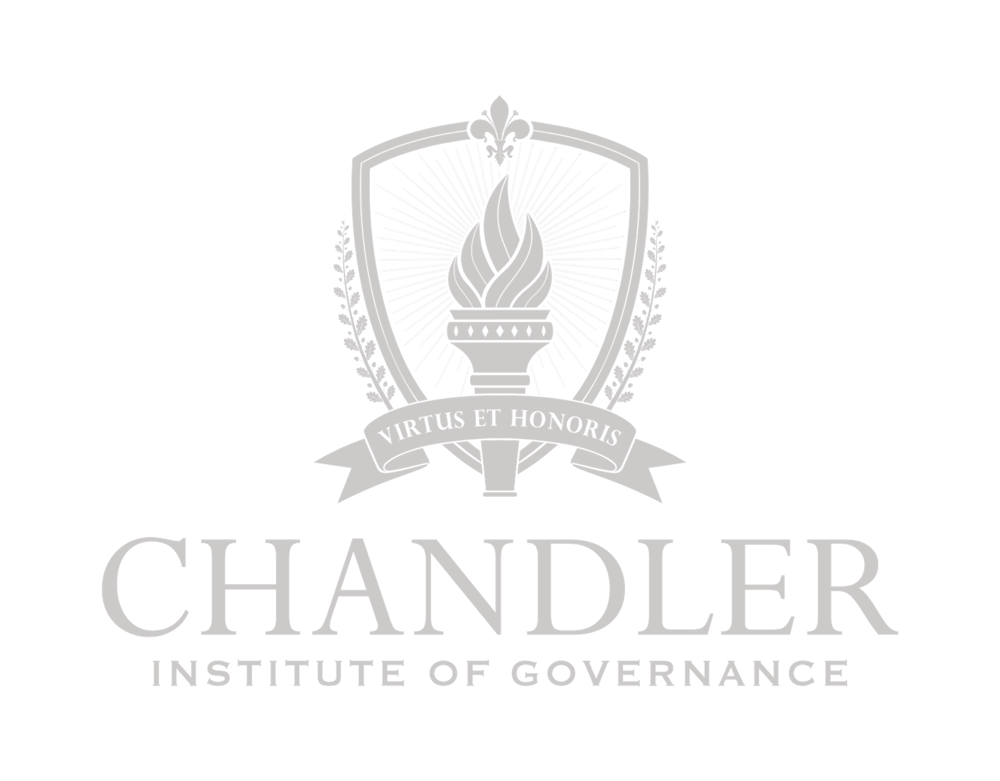 VIRTUS ET HONORIS
CHANDLER
INSTITUTE OF GOVERNANCE